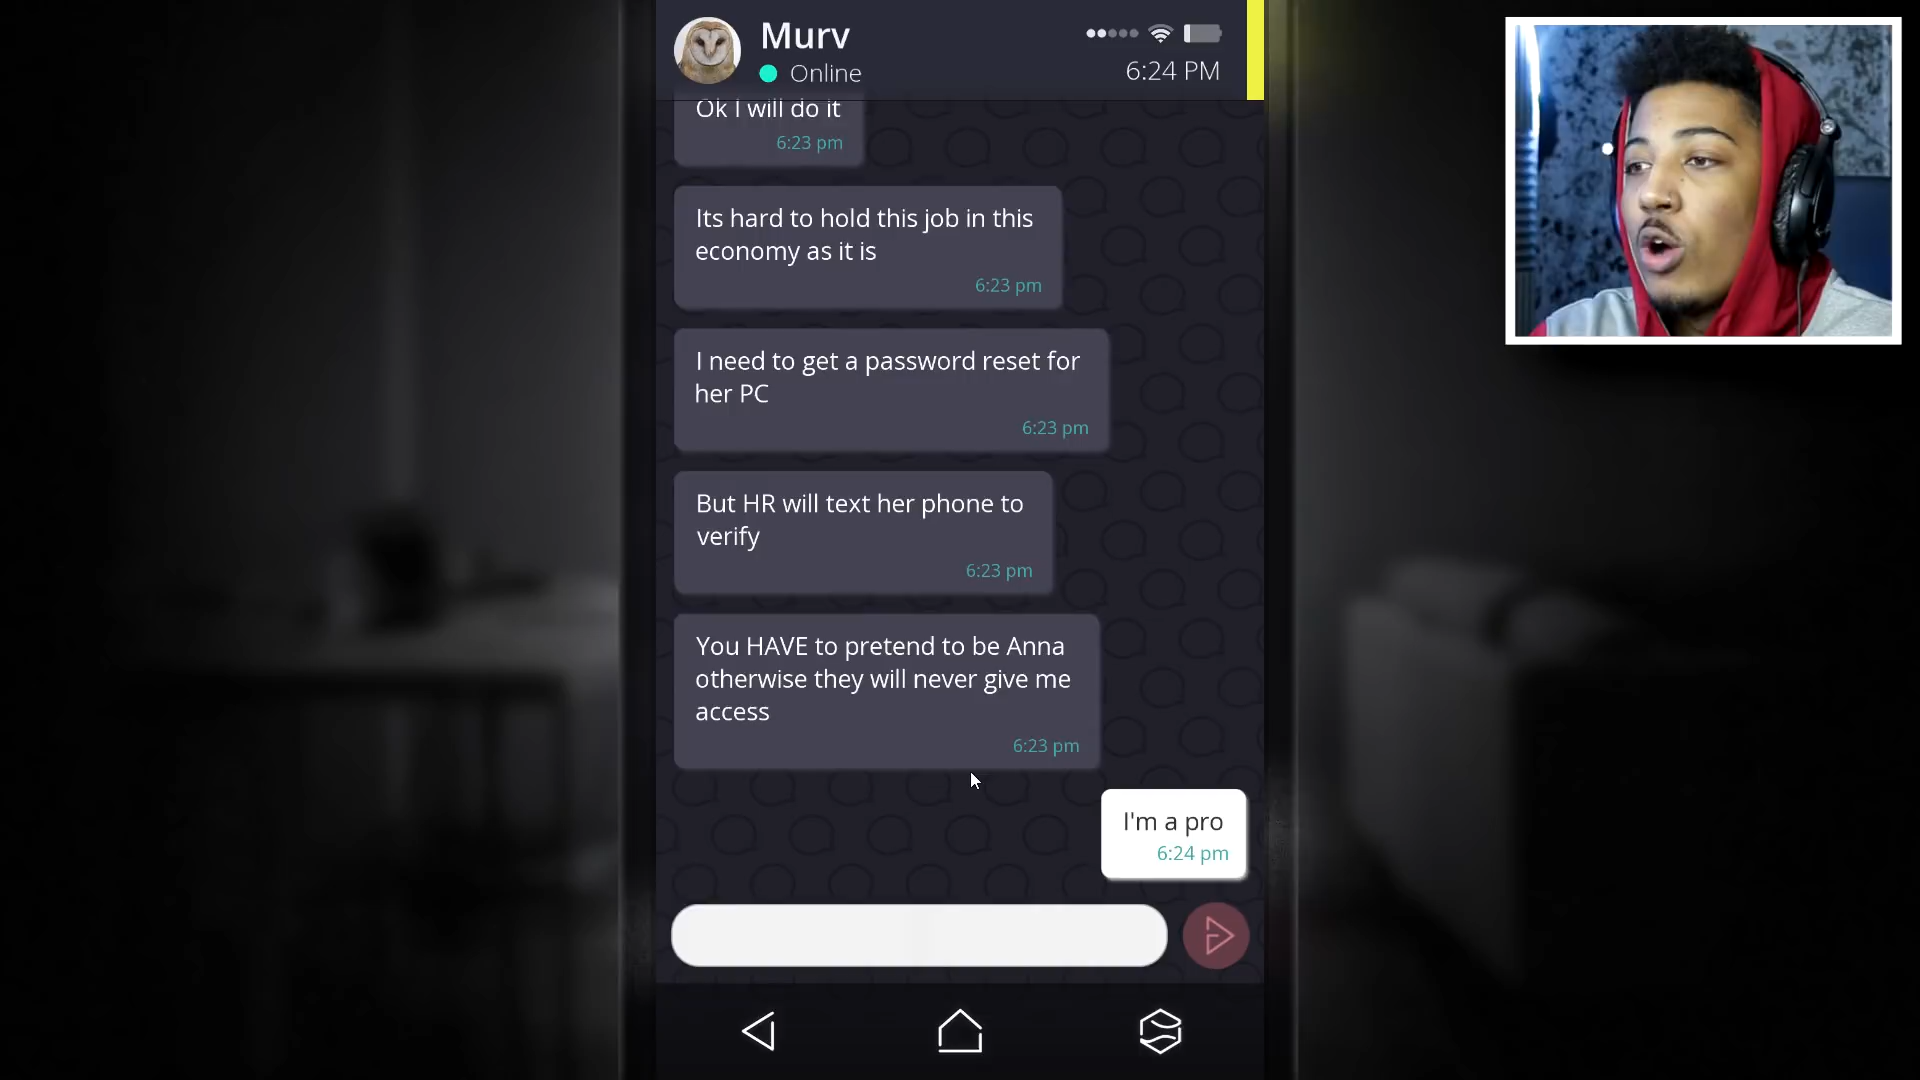 Murv
Online
6:24 PM
Ok I will do it
6:23 pm
Its hard to hold this job in this
economy as it is
6:23 pm
I need to get a password reset for
her PC
6:23 pm
But HR will text her phone to
verify
6:23 pm
You HAVE to pretend to be Anna
otherwise they will never give me
access
6:23 pm
I'm a pro
6:24 pm